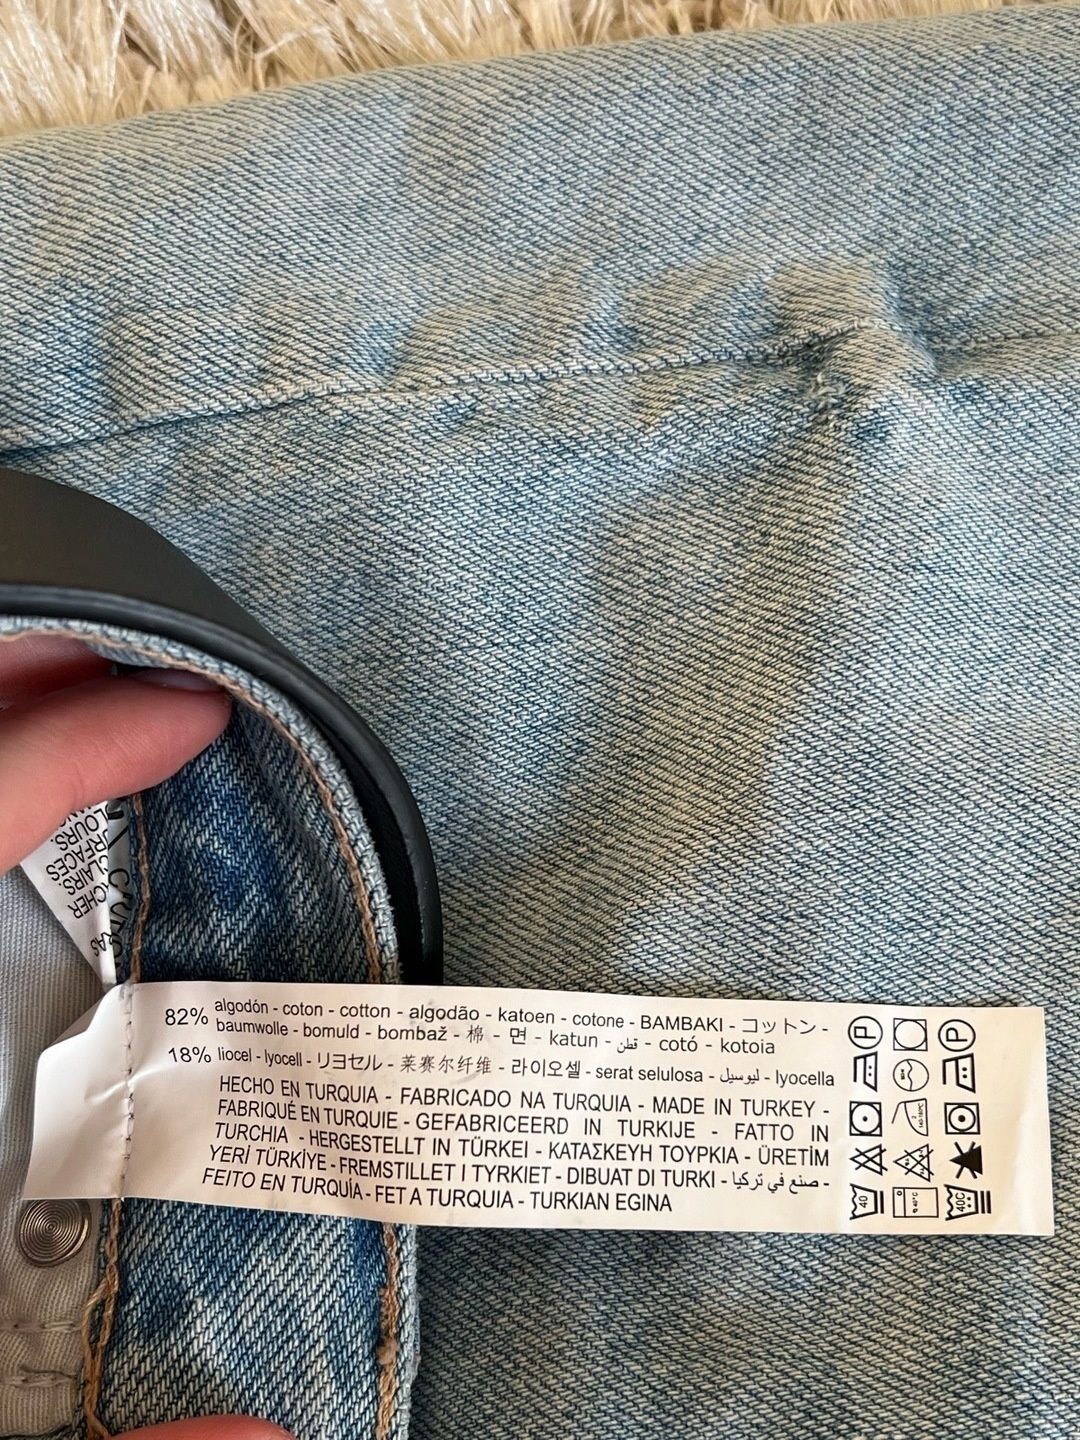 82% algodón - coton - cotton - algodão - katoen - cotone - BAMBAKI - コットン -
baumwolle - bomuld - bombaž - 棉 - 면 - katun - قطن - cotó - kotoia
18% liocel - lyocell - リヨセル - 莱赛尔纤维 - 라이오셀 - serat selulosa - ليوسيل - lyocella
HECHO EN TURQUIA - FABRICADO NA TURQUIA - MADE IN TURKEY -
FABRIQUÉ EN TURQUIE - GEFABRICEERD IN TURKIJE - FATTO IN
TURCHIA - HERGESTELLT IN TÜRKEI - ΚΑΤΑΣΚΕΥΗ ΤΟΥΡΚΙΑ - ÜRETİM
YERİ TÜRKİYE - FREMSTILLET I TYRKIET - DIBUAT DI TURKI - صنع في تركيا -
FEITO EN TURQUÍA - FET A TURQUIA - TURKIAN EGINA
P
P
40
40C
LOURS.
RFACES
CLAIRS: